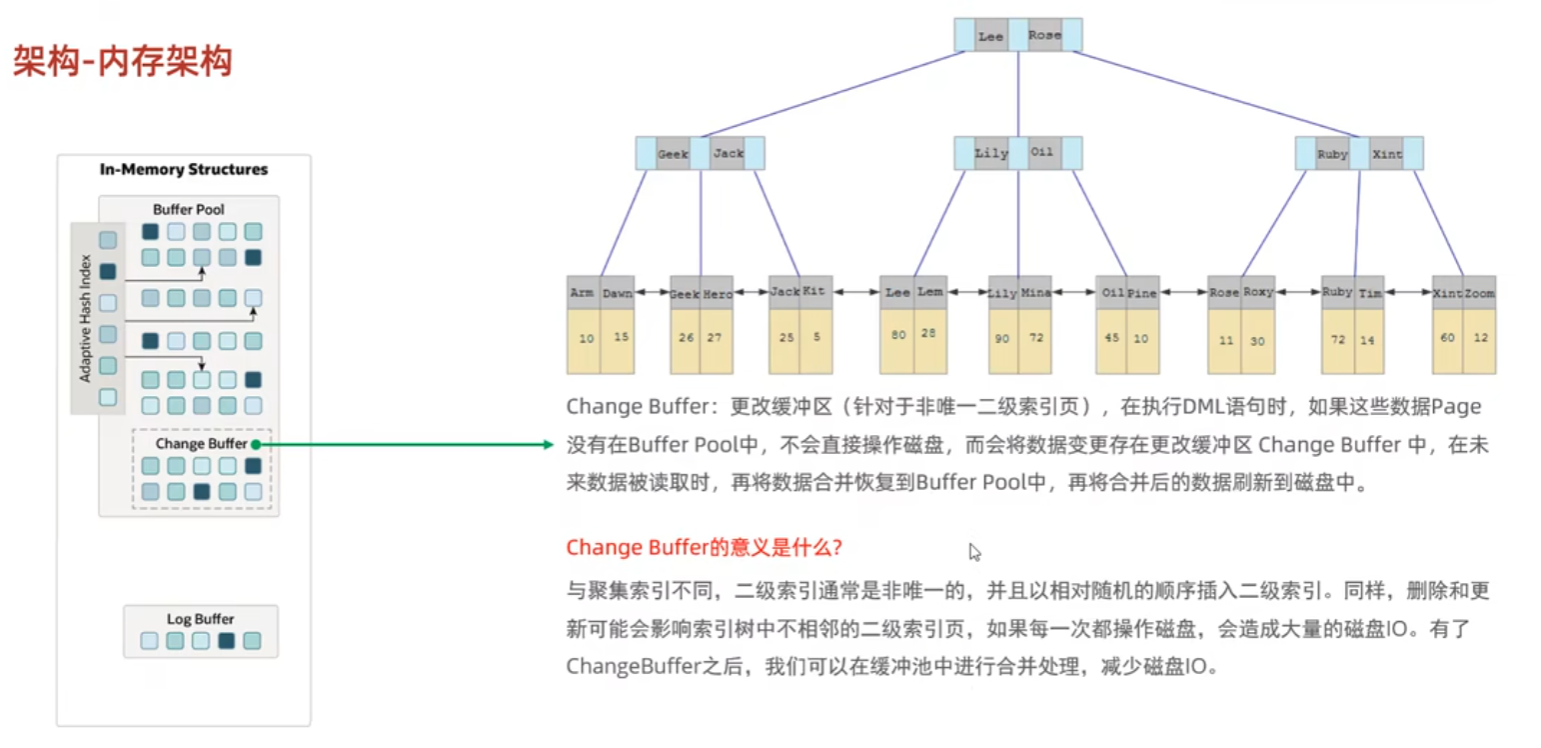 架构-内存架构
In-Memory Structures
Buffer Pool
Adaptive Hash Index
Change Buffer
Log Buffer
Lee Rose
Geek Jack
Lily Oil
Ruby Xint
Arm Dawn Geek Hero Jack Kit Lee Lem Lily Mina Oil Pine Rose Roxy Ruby Tim Xint Zoom
10 15 26 27 25 5 80 28 90 72 45 10 11 30 72 14 60 12
Change Buffer：更改缓冲区（针对于非唯一二级索引页），在执行DML语句时，如果这些数据Page
没有在Buffer Pool中，不会直接操作磁盘，而会将数据变更存在更改缓冲区 Change Buffer 中，在未
来数据被读取时，再将数据合并恢复到Buffer Pool中，再将合并后的数据刷新到磁盘中。
Change Buffer的意义是什么?
与聚集索引不同，二级索引通常是非唯一的，并且以相对随机的顺序插入二级索引。同样，删除和更
新可能会影响索引树中不相邻的二级索引页，如果每一次都操作磁盘，会造成大量的磁盘IO。有了
ChangeBuffer之后，我们可以在缓冲池中进行合并处理，减少磁盘IO。